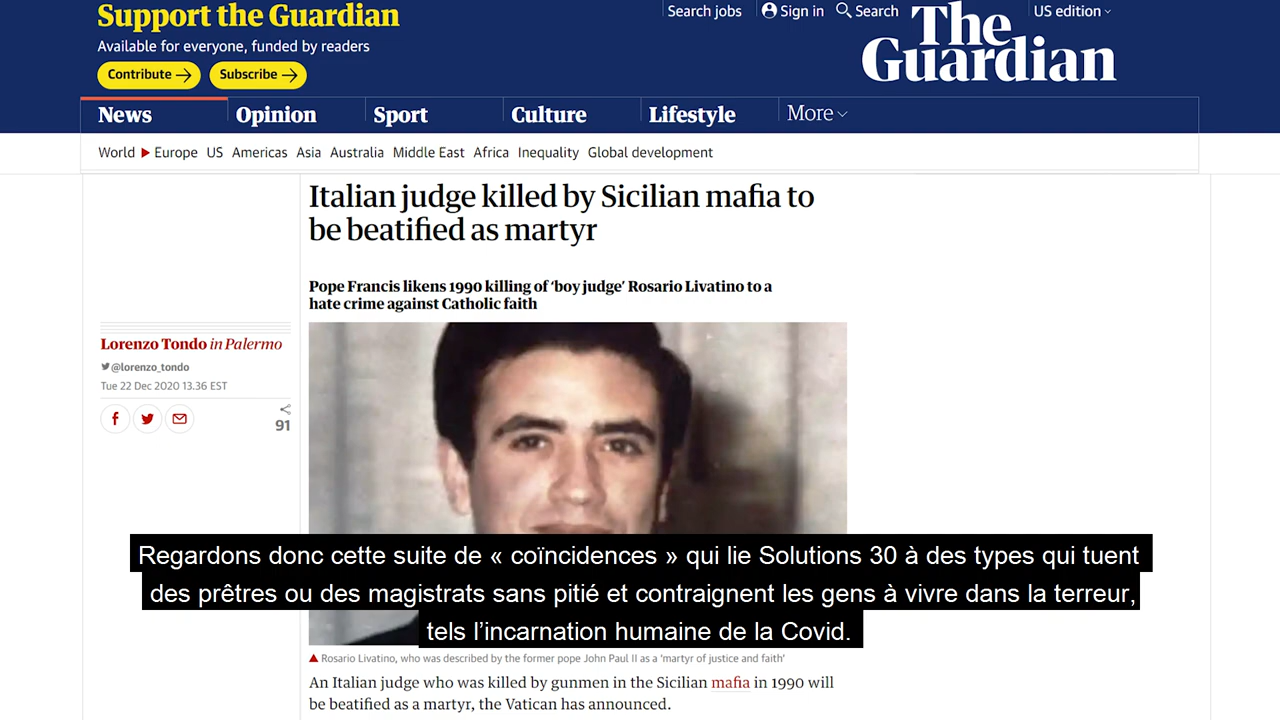 Support the Guardian
Available for everyone, funded by readers
Contribute → Subscribe →
Search jobs Sign in Search US edition
The Guardian
News Opinion Sport Culture Lifestyle More
World Europe US Americas Asia Australia Middle East Africa Inequality Global development
Italian judge killed by Sicilian mafia to
be beatified as martyr
Pope Francis likens 1990 killing of ‘boy judge’ Rosario Livatino to a
hate crime against Catholic faith
Lorenzo Tondo in Palermo
@lorenzo_tondo
Tue 22 Dec 2020 13.36 EST
91
Regardons donc cette suite de « coïncidences » qui lie Solutions 30 à des types qui tuent
des prêtres ou des magistrats sans pitié et contraignent les gens à vivre dans la terreur,
tels l’incarnation humaine de la Covid.
Rosario Livatino, who was described by the former pope John Paul II as a ‘martyr of justice and faith’
An Italian judge who was killed by gunmen in the Sicilian mafia in 1990 will
be beatified as a martyr, the Vatican has announced.